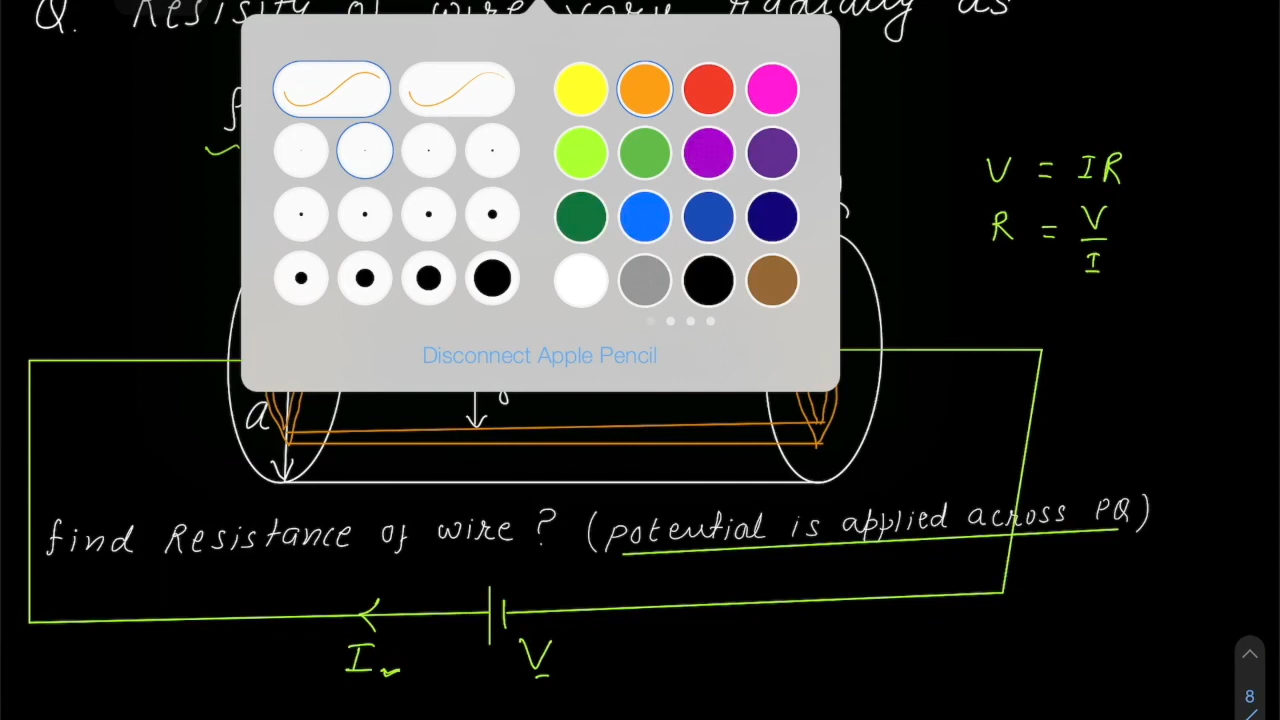 Q. Resisity of wire vary radially as
V = IR
R = V
I
Disconnect Apple Pencil
a
find Resistance of wire ? (potential is applied across PQ)
I
V
8